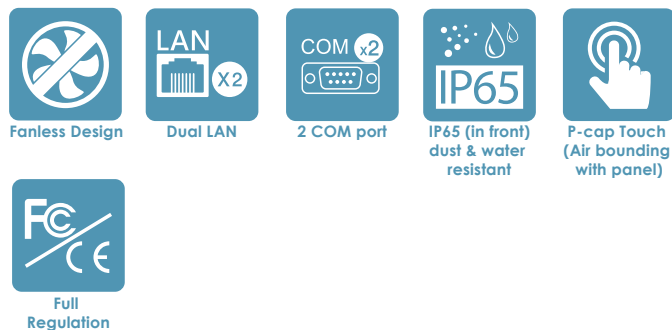 LAN
X2
COM x2
IP65
Fanless Design
Dual LAN
2 COM port
IP65 (in front)
dust & water
resistant
P-cap Touch
(Air bounding
with panel)
FC
CE
Full
Regulation